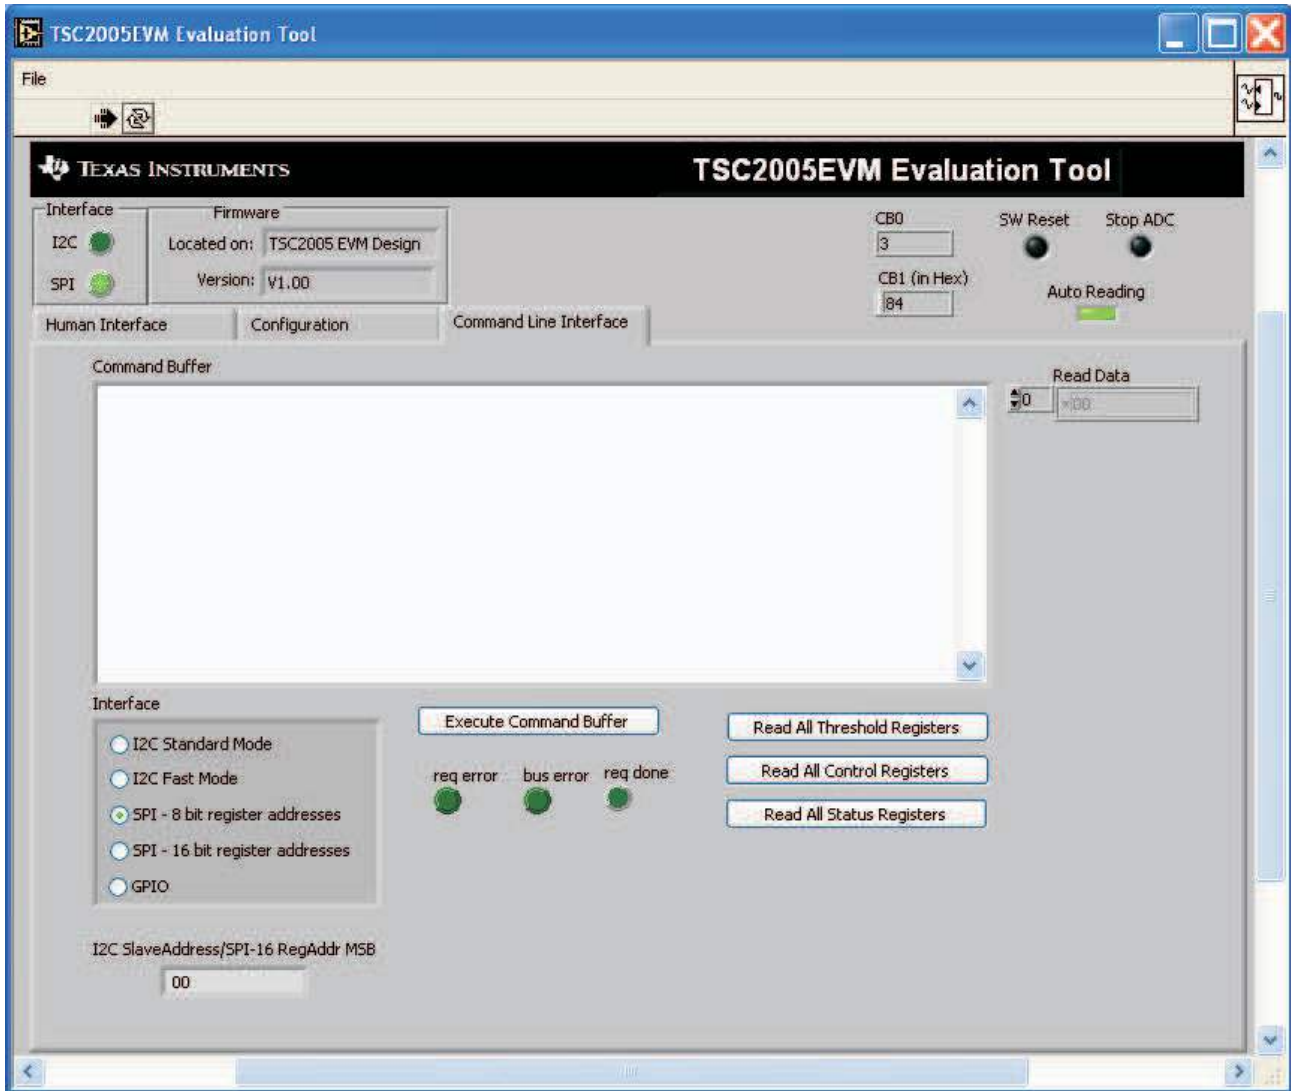 TSC2005EVM Evaluation Tool
File
TEXAS INSTRUMENTS
TSC2005EVM Evaluation Tool
Interface
I2C
SPI
Firmware
Located on: TSC2005 EVM Design
Version: V1.00
CB0
3
CB1 (in Hex)
84
SW Reset
Stop ADC
Auto Reading
Human Interface
Configuration
Command Line Interface
Command Buffer
Read Data
0
x00
Interface
I2C Standard Mode
I2C Fast Mode
SPI - 8 bit register addresses
SPI - 16 bit register addresses
GPIO
Execute Command Buffer
req error
bus error
req done
Read All Threshold Registers
Read All Control Registers
Read All Status Registers
I2C SlaveAddress/SPI-16 RegAddr MSB
00